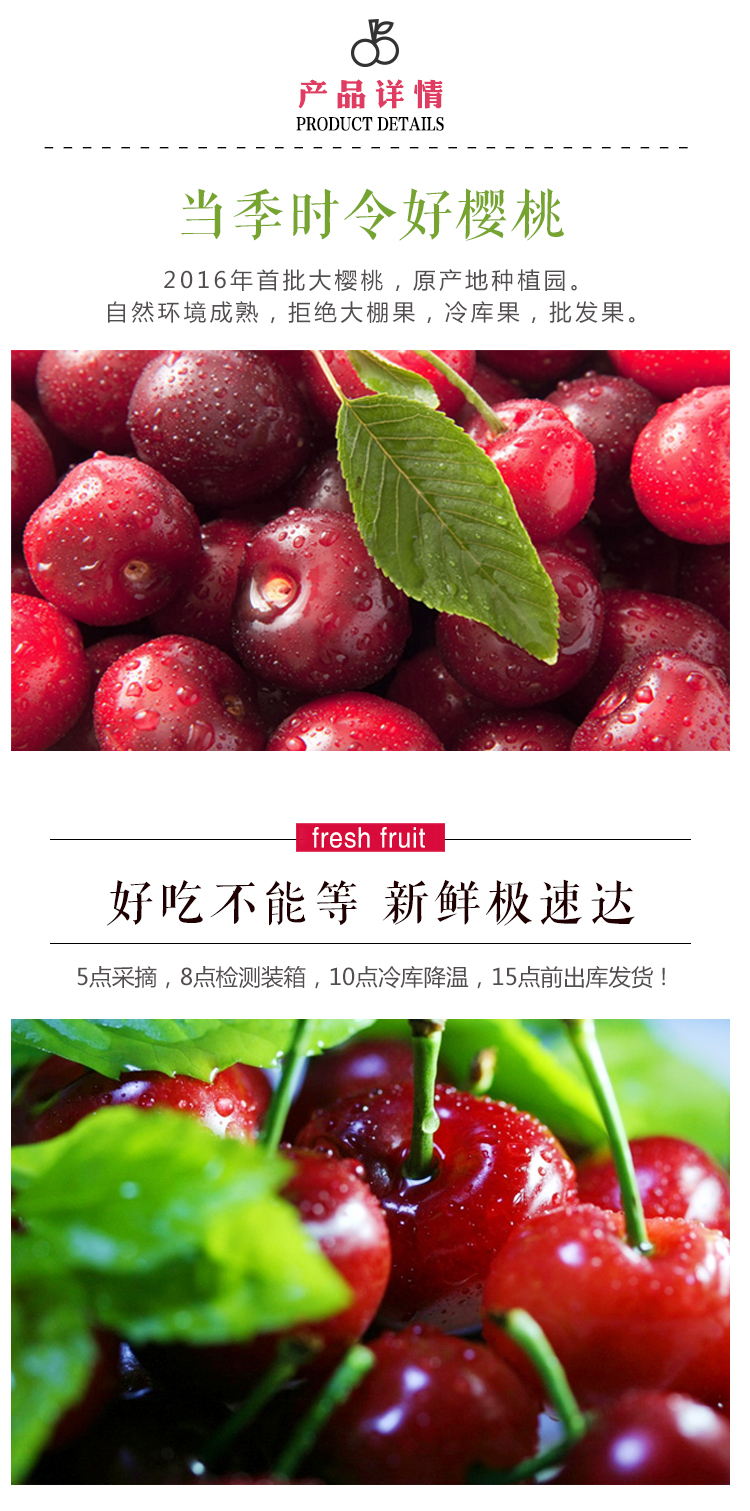 产品详情
PRODUCT DETAILS
当季时令好樱桃
2016年首批大樱桃，原产地种植园。
自然环境成熟，拒绝大棚果，冷库果，批发果。
fresh fruit
好吃不能等 新鲜极速达
5点采摘，8点检测装箱，10点冷库降温，15点前出库发货！